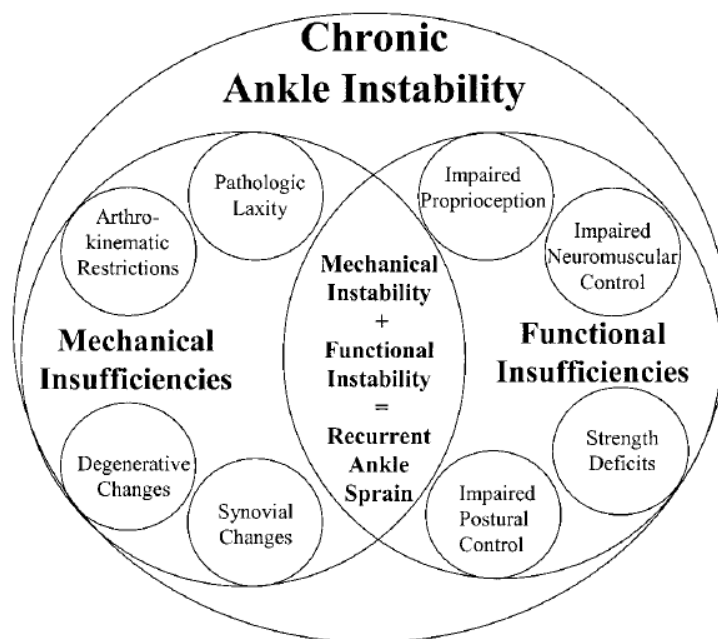 Chronic
Ankle Instability
Pathologic
Laxity
Arthro-
kinematic
Restrictions
Mechanical
Insufficiencies
Degenerative
Changes
Synovial
Changes
Mechanical
Instability
+
Functional
Instability
=
Recurrent
Ankle
Sprain
Impaired
Proprioception
Impaired
Neuromuscular
Control
Functional
Insufficiencies
Strength
Deficits
Impaired
Postural
Control